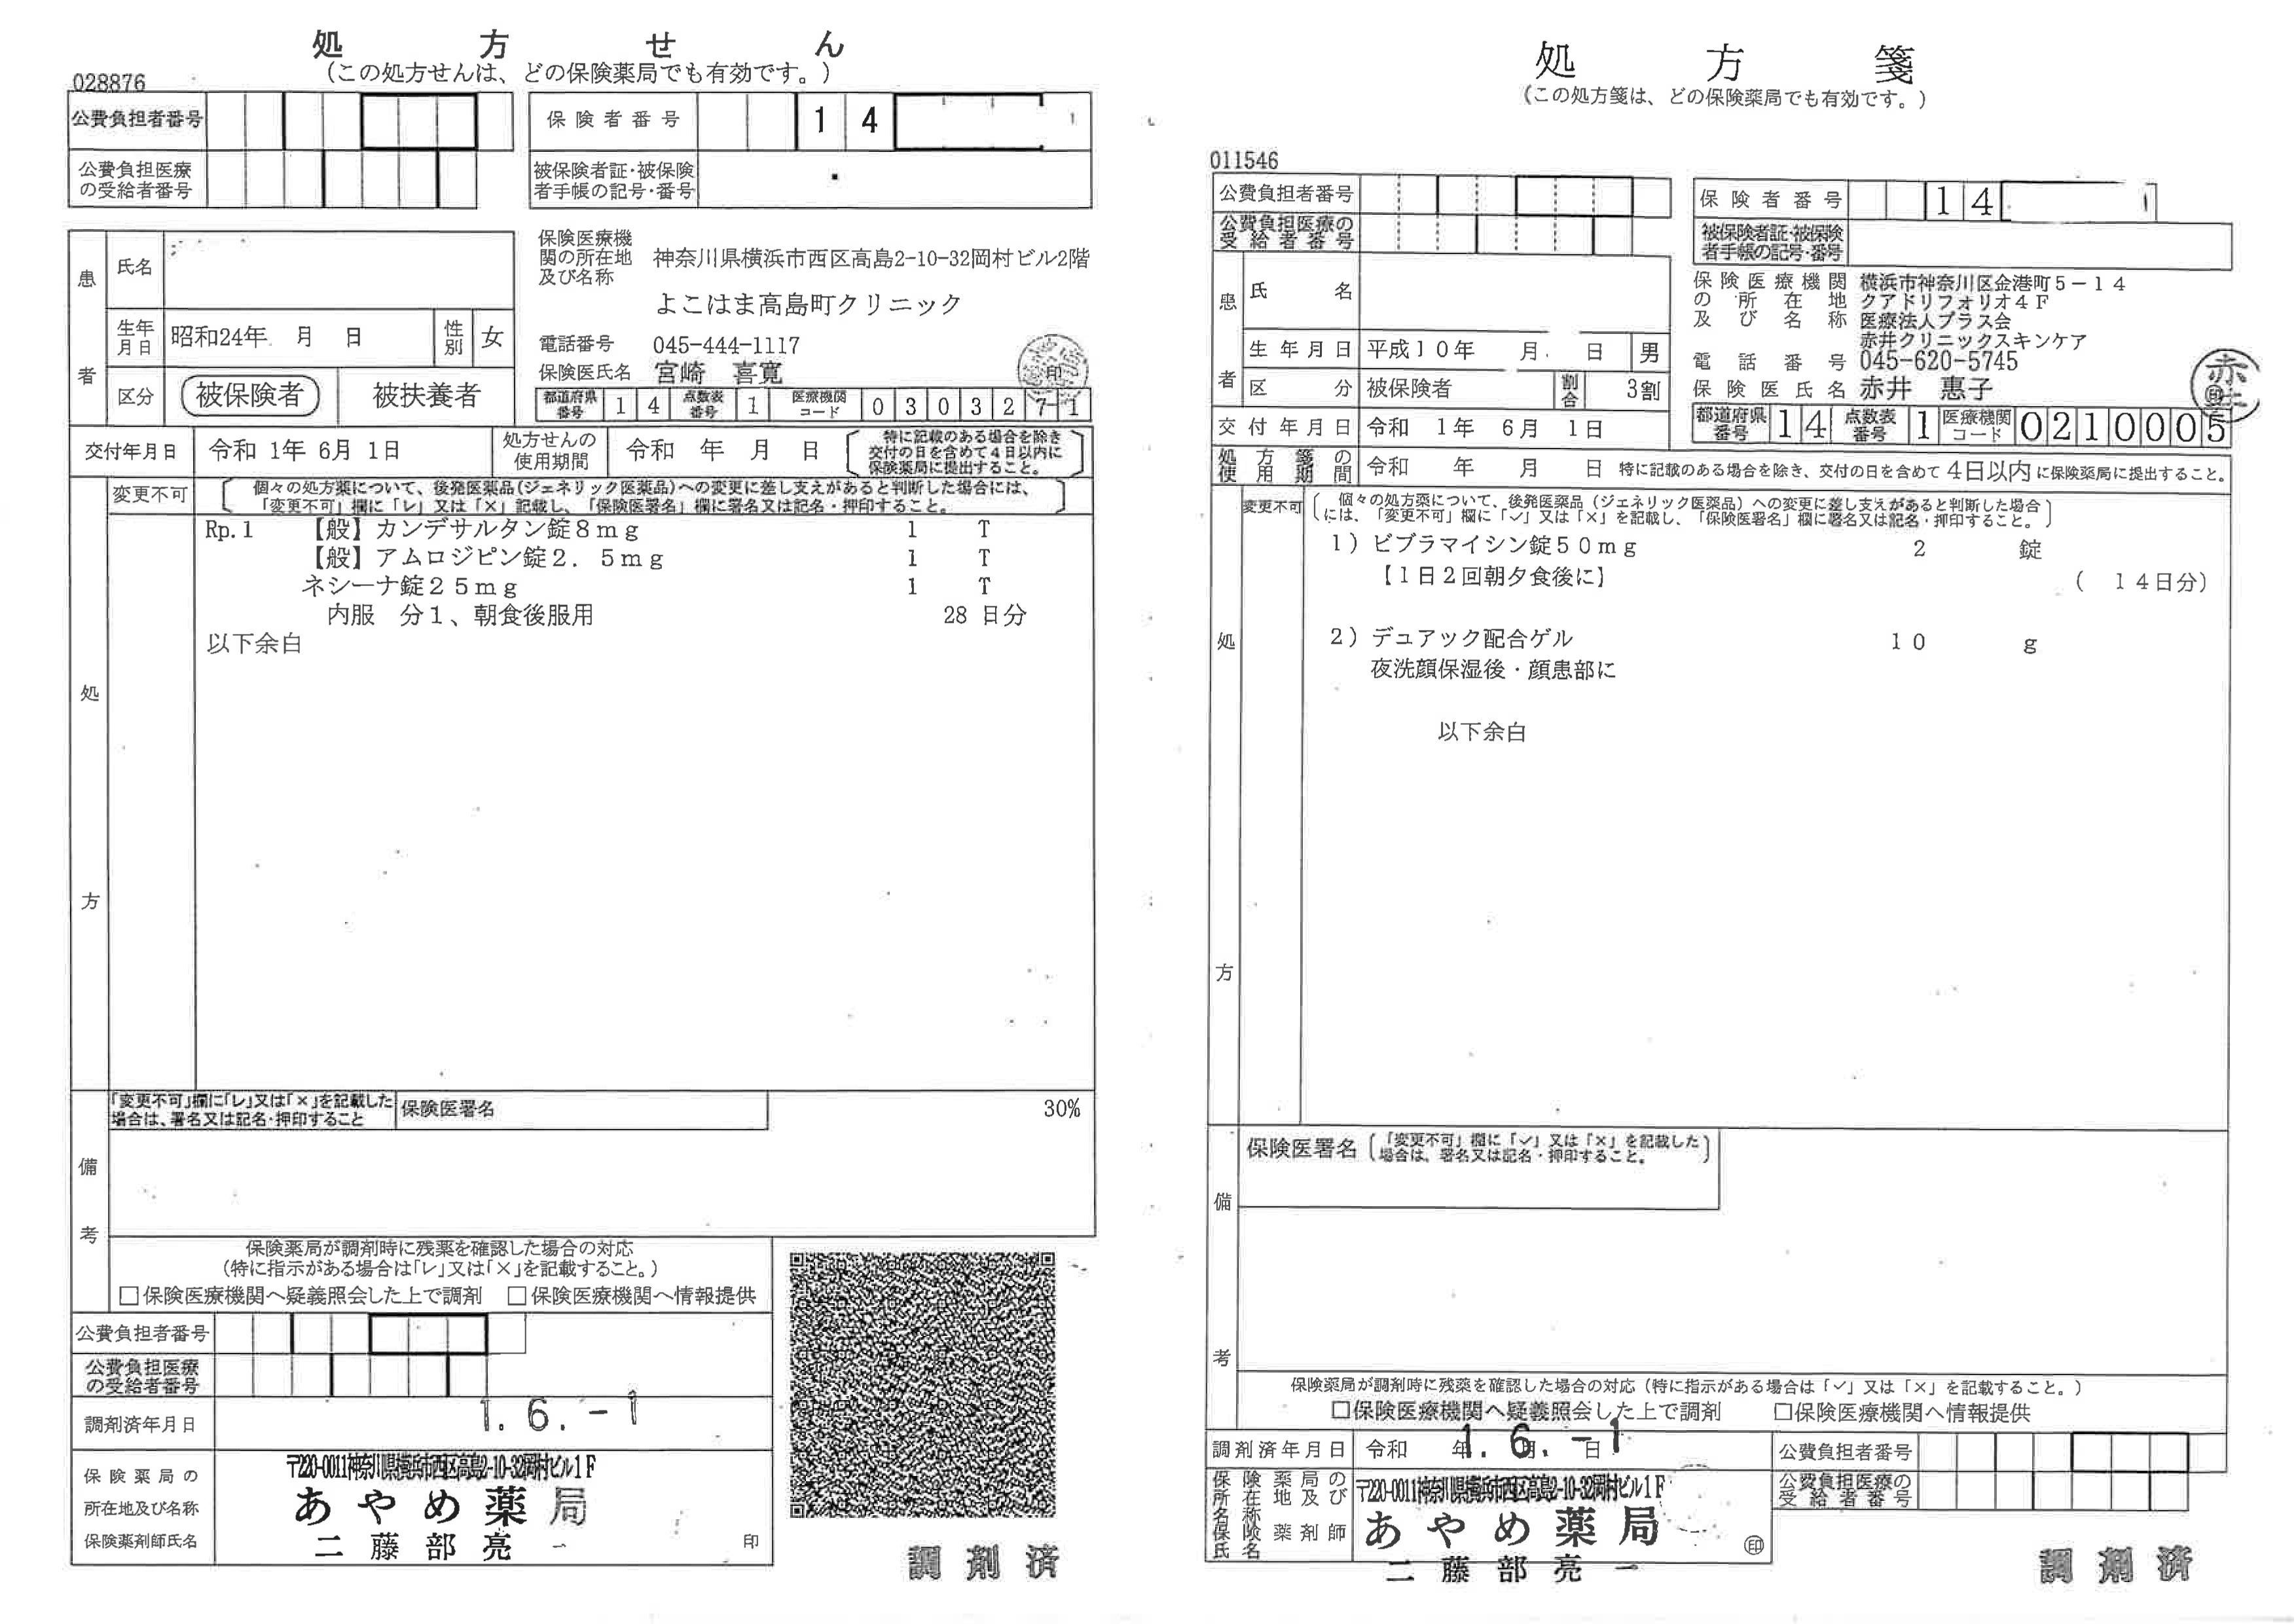 処方せん
（この処方せんは、どの保険薬局でも有効です。）
028876
公費負担者番号
保険者番号 1 4
公費負担医療の受給者番号
被保険者証・被保険者手帳の記号・番号
患者
氏名
生年月日 昭和24年 月 日 性別 女
区分 被保険者 被扶養者
保険医療機関の所在地及び名称
神奈川県横浜市西区高島2-10-32岡村ビル2階
よこはま高島町クリニック
電話番号 045-444-1117
保険医氏名 宮崎 喜寛
都道府県番号 1 4 点数表番号 1 医療機関コード 0 3 0 3 2 7 1
交付年月日 令和 1年 6月 1日
処方せんの使用期間 令和 年 月 日
特に記載のある場合を除き交付の日を含めて4日以内に保険薬局に提出すること。
処方
変更不可
個々の処方薬について、後発医薬品(ジェネリック医薬品)への変更に差し支えがあると判断した場合には、
「変更不可」欄に「レ」又は「×」記載し、「保険医署名」欄に署名又は記名・押印すること。
Rp.1 【般】カンデサルタン錠8mg 1 T
【般】アムロジピン錠2．5mg 1 T
ネシーナ錠25mg 1 T
内服 分1、朝食後服用 28 日分
以下余白
備考
「変更不可」欄に「レ」又は「×」を記載した場合は、署名又は記名・押印すること
保険医署名
30%
保険薬局が調剤時に残薬を確認した場合の対応
（特に指示がある場合は「レ」又は「×」を記載すること。）
□保険医療機関へ疑義照会した上で調剤 □保険医療機関へ情報提供
公費負担者番号
公費負担医療の受給者番号
調剤済年月日 1. 6. -1
保険薬局の所在地及び名称
保険薬剤師氏名
〒220-0011神奈川県横浜市西区高島2-10-32岡村ビル1F
あやめ薬局
二藤部亮一
印
調剤済
処方箋
（この処方箋は、どの保険薬局でも有効です。）
011546
公費負担者番号
保険者番号 1 4
公費負担医療の受給者番号
被保険者証・被保険者手帳の記号・番号
患者
氏名
生年月日 平成10年 月 日 男
区分 被保険者 割合 3割
保険医療機関の所在地及び名称
横浜市神奈川区金港町5－14
クアドリフォリオ4F
医療法人プラス会
赤井クリニックスキンケア
電話番号 045-620-5745
保険医氏名 赤井 惠子
赤井
㊞
都道府県番号 1 4 点数表番号 1 医療機関コード 0 2 1 0 0 0 5
交付年月日 令和 1年 6月 1日
処方箋の使用期間 令和 年 月 日 特に記載のある場合を除き、交付の日を含めて4日以内に保険薬局に提出すること。
処方
変更不可
個々の処方薬について、後発医薬品（ジェネリック医薬品）への変更に差し支えがあると判断した場合
には、「変更不可」欄に「✓」又は「×」を記載し、「保険医署名」欄に署名又は記名・押印すること。
1）ビブラマイシン錠50mg 2 錠
【1日2回朝夕食後に】
（ 14日分）
2）デュアック配合ゲル 10 g
夜洗顔保湿後・顔患部に
以下余白
備考
保険医署名
「変更不可」欄に「✓」又は「×」を記載した場合は、署名又は記名・押印すること。
保険薬局が調剤時に残薬を確認した場合の対応（特に指示がある場合は「✓」又は「×」を記載すること。）
□保険医療機関へ疑義照会した上で調剤 □保険医療機関へ情報提供
調剤済年月日 令和 年 月 日
1. 6. -1
公費負担者番号
公費負担医療の受給者番号
保険薬局の所在地及び名称
保険薬剤師氏名
〒220-0011神奈川県横浜市西区高島2-10-32岡村ビル1F
あやめ薬局
二藤部亮一
㊞
調剤済